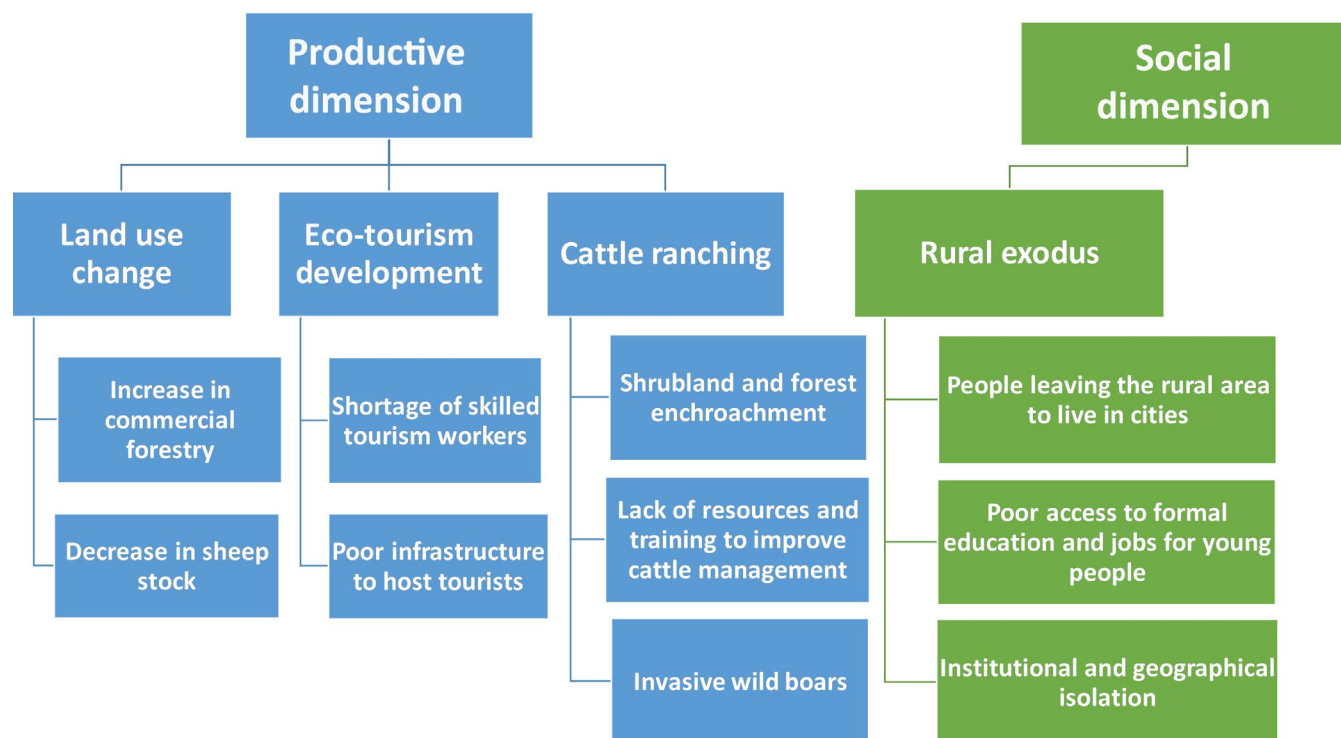 Productive
dimension
Social
dimension
Land use
change
Eco-tourism
development
Cattle ranching
Rural exodus
Increase in
commercial
forestry
Decrease in sheep
stock
Shortage of skilled
tourism workers
Poor infrastructure
to host tourists
Shrubland and forest
enchroachment
Lack of resources and
training to improve
cattle management
Invasive wild boars
People leaving the rural area
to live in cities
Poor access to formal
education and jobs for young
people
Institutional and geographical
isolation